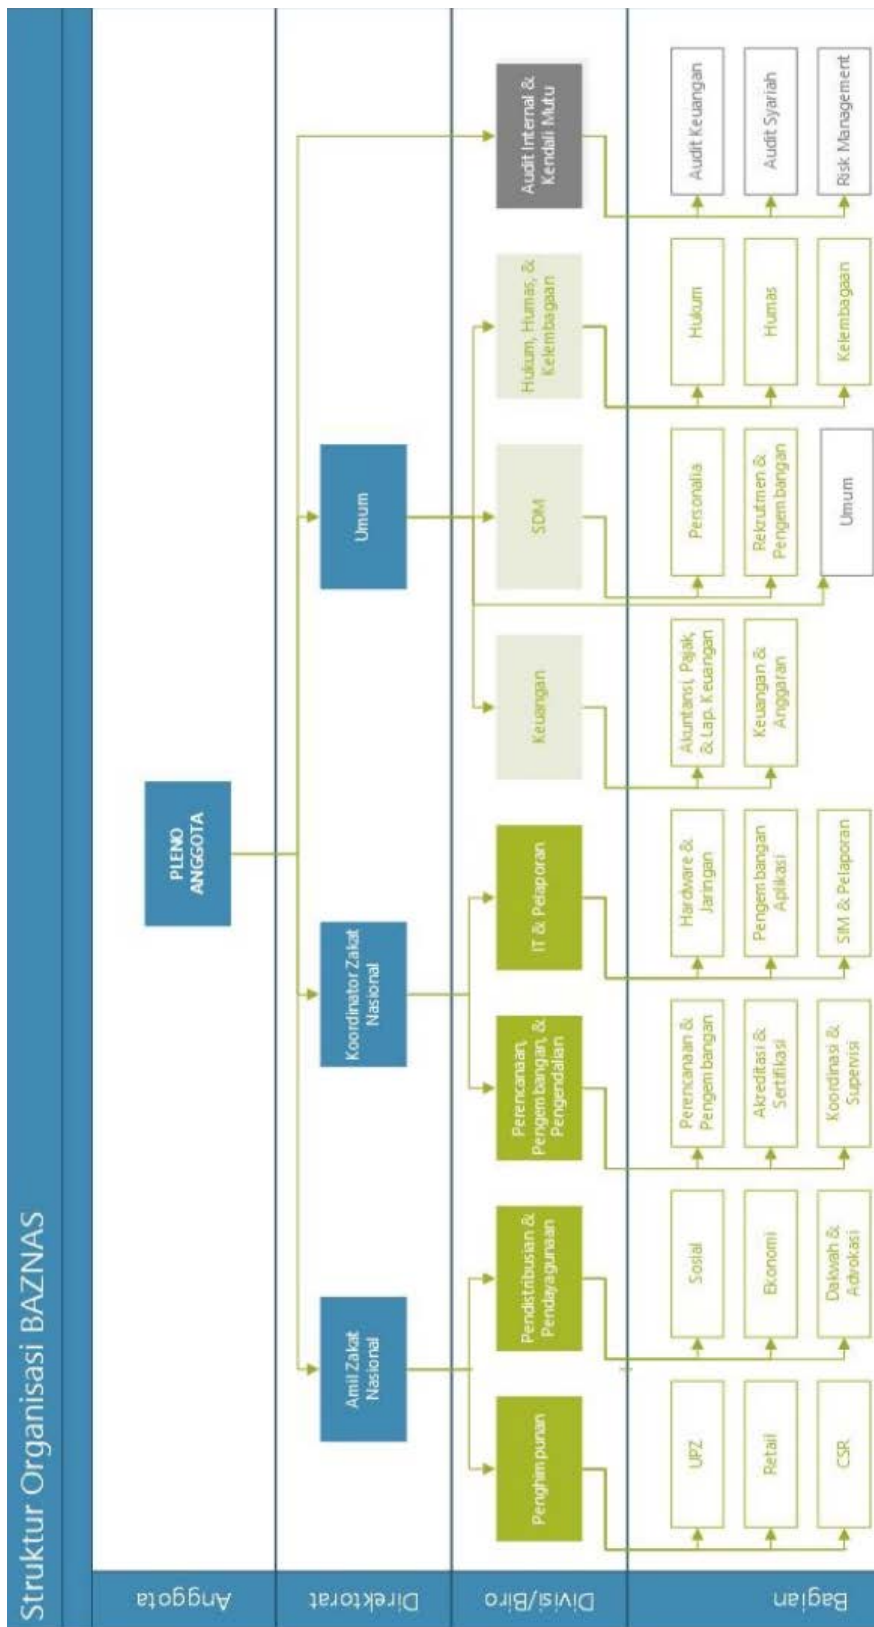 Struktur Organisasi BAZNAS
Anggota
PLENO
ANGGOTA
Direktorat
Amil Zakat
Nasional
Koordinator Zakat
Nasional
Umum
Divisi/Biro
Penghimpunan
Pendistribusian &
Pendayagunaan
Perencanaan,
Pengembangan, &
Pengendalian
IT & Pelaporan
Keuangan
SDM
Hukum, Humas, &
Kelembagaan
Audit Internal &
Kendali Mutu
Bagian
UPZ
Retail
CSR
Sosial
Ekonomi
Dakwah &
Advokasi
Perencanaan &
Pengembangan
Akreditasi &
Sertifikasi
Koordinasi &
Supervisi
Hardware &
Jaringan
Pengembangan
Aplikasi
SIM & Pelaporan
Akuntansi, Pajak,
& Lap. Keuangan
Keuangan &
Anggaran
Personalia
Rekrutmen &
Pengembangan
Umum
Hukum
Humas
Kelembagaan
Audit Keuangan
Audit Syariah
Risk Management